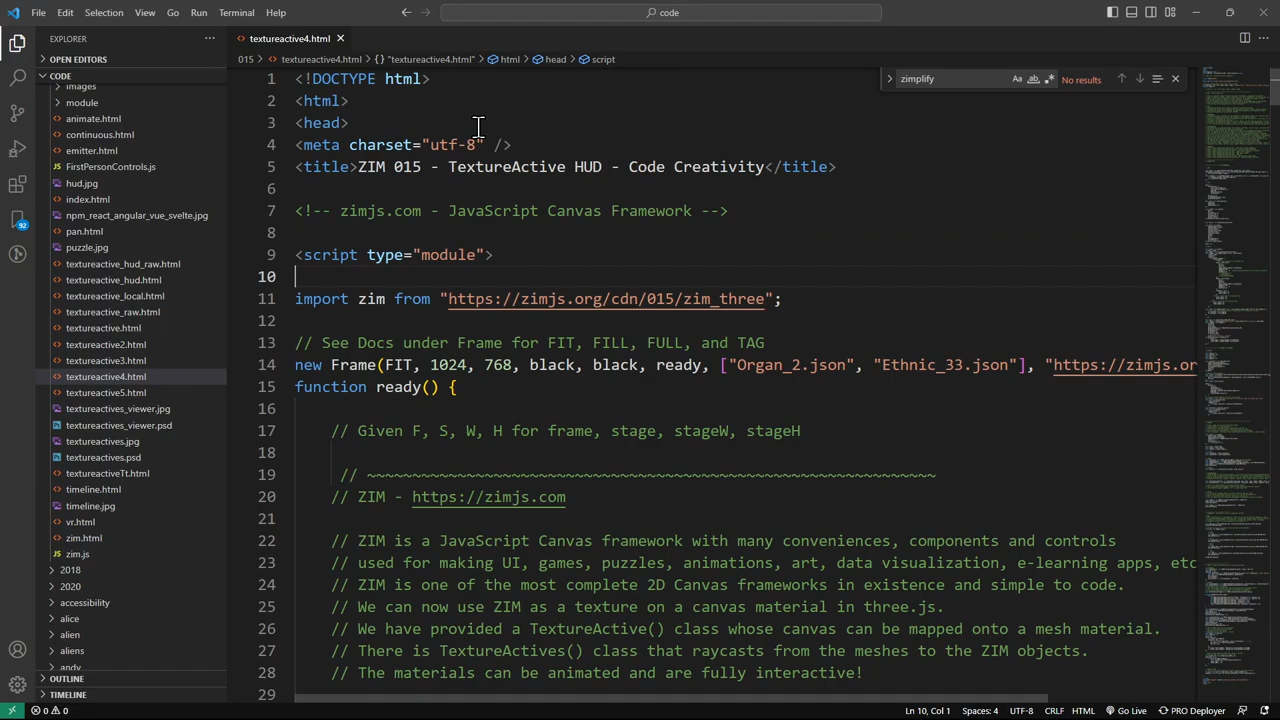 File Edit Selection View Go Run Terminal Help
code
EXPLORER
textureactive4.html
OPEN EDITORS
015 > textureactive4.html > {} "textureactive4.html" > html > head > script
CODE
images
module
animate.html
continuous.html
emitter.html
FirstPersonControls.js
hud.jpg
index.html
npm_react_angular_vue_svelte.jpg
pan.html
puzzle.jpg
textureactive_hud_raw.html
textureactive_hud.html
textureactive_local.html
textureactive_raw.html
textureactive.html
textureactive2.html
textureactive3.html
textureactive4.html
textureactive5.html
textureactives_viewer.jpg
textureactives_viewer.psd
textureactives.jpg
textureactives.psd
textureactiveTt.html
timeline.html
timeline.jpg
vr.html
zim.html
zim.js
2018
2020
accessibility
alice
alien
aliens
andy
OUTLINE
TIMELINE
92
zimplify
Aa ab .* No results
1 <!DOCTYPE html>
2 <html>
3 <head>
4 <meta charset="utf-8" />
5 <title>ZIM 015 - Textureactive HUD - Code Creativity</title>
6
7 <!-- zimjs.com - JavaScript Canvas Framework -->
8
9 <script type="module">
10
11 import zim from "https://zimjs.org/cdn/015/zim_three";
12
13 // See Docs under Frame for FIT, FILL, FULL, and TAG
14 new Frame(FIT, 1024, 768, black, black, ready, ["Organ_2.json", "Ethnic_33.json"], "https://zimjs.or
15 function ready() {
16
17 // Given F, S, W, H for frame, stage, stageW, stageH
18
19 // ~~~~~~~~~~~~~~~~~~~~~~~~~~~~~~~~~~~~~~~~~~~~~~~~~~~~~~~~~~~~~~~
20 // ZIM - https://zimjs.com
21
22 // ZIM is a JavaScript Canvas framework with many conveniences, components and controls
23 // used for making UI, games, puzzles, animations, art, data visualization, e-learning apps, etc
24 // ZIM is one of the most complete 2D Canvas frameworks in existence and simple to code.
25 // We can now use ZIM as a texture on a canvas material in three.js.
26 // We have provided a TextureActive() class whose canvas can be mapped onto a mesh material.
27 // There is TextureActives() class that raycasts from the meshes to the ZIM objects.
28 // The materials can be animated and are fully interactive!
29
0 0 Ln 10, Col 1 Spaces: 4 UTF-8 CRLF HTML Go Live PRO Deployer